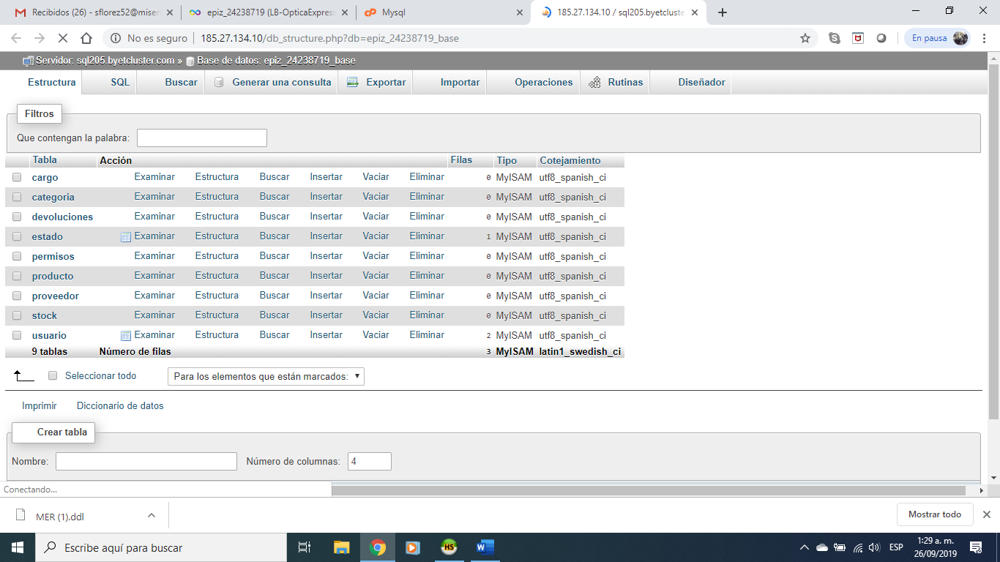 Recibidos (26) - sflorez52@miser
epiz_24238719 (LB-OpticaExpress
Mysql
185.27.134.10 / sql205.byetcluste
No es seguro
185.27.134.10/db_structure.php?db=epiz_24238719_base
En pausa
Servidor: sql205.byetcluster.com » Base de datos: epiz_24238719_base
Estructura SQL Buscar Generar una consulta Exportar Importar Operaciones Rutinas Diseñador
Filtros
Que contengan la palabra:
Tabla Acción Filas Tipo Cotejamiento
cargo Examinar Estructura Buscar Insertar Vaciar Eliminar 0 MyISAM utf8_spanish_ci
categoria Examinar Estructura Buscar Insertar Vaciar Eliminar 0 MyISAM utf8_spanish_ci
devoluciones Examinar Estructura Buscar Insertar Vaciar Eliminar 0 MyISAM utf8_spanish_ci
estado Examinar Estructura Buscar Insertar Vaciar Eliminar 1 MyISAM utf8_spanish_ci
permisos Examinar Estructura Buscar Insertar Vaciar Eliminar 0 MyISAM utf8_spanish_ci
producto Examinar Estructura Buscar Insertar Vaciar Eliminar 0 MyISAM utf8_spanish_ci
proveedor Examinar Estructura Buscar Insertar Vaciar Eliminar 0 MyISAM utf8_spanish_ci
stock Examinar Estructura Buscar Insertar Vaciar Eliminar 0 MyISAM utf8_spanish_ci
usuario Examinar Estructura Buscar Insertar Vaciar Eliminar 2 MyISAM utf8_spanish_ci
9 tablas Número de filas 3 MyISAM latin1_swedish_ci
Seleccionar todo Para los elementos que están marcados:
Imprimir Diccionario de datos
Crear tabla
Nombre: Número de columnas: 4
Conectando...
MER (1).ddl
Mostrar todo
Escribe aquí para buscar
HS
ESP
1:29 a. m.
26/09/2019